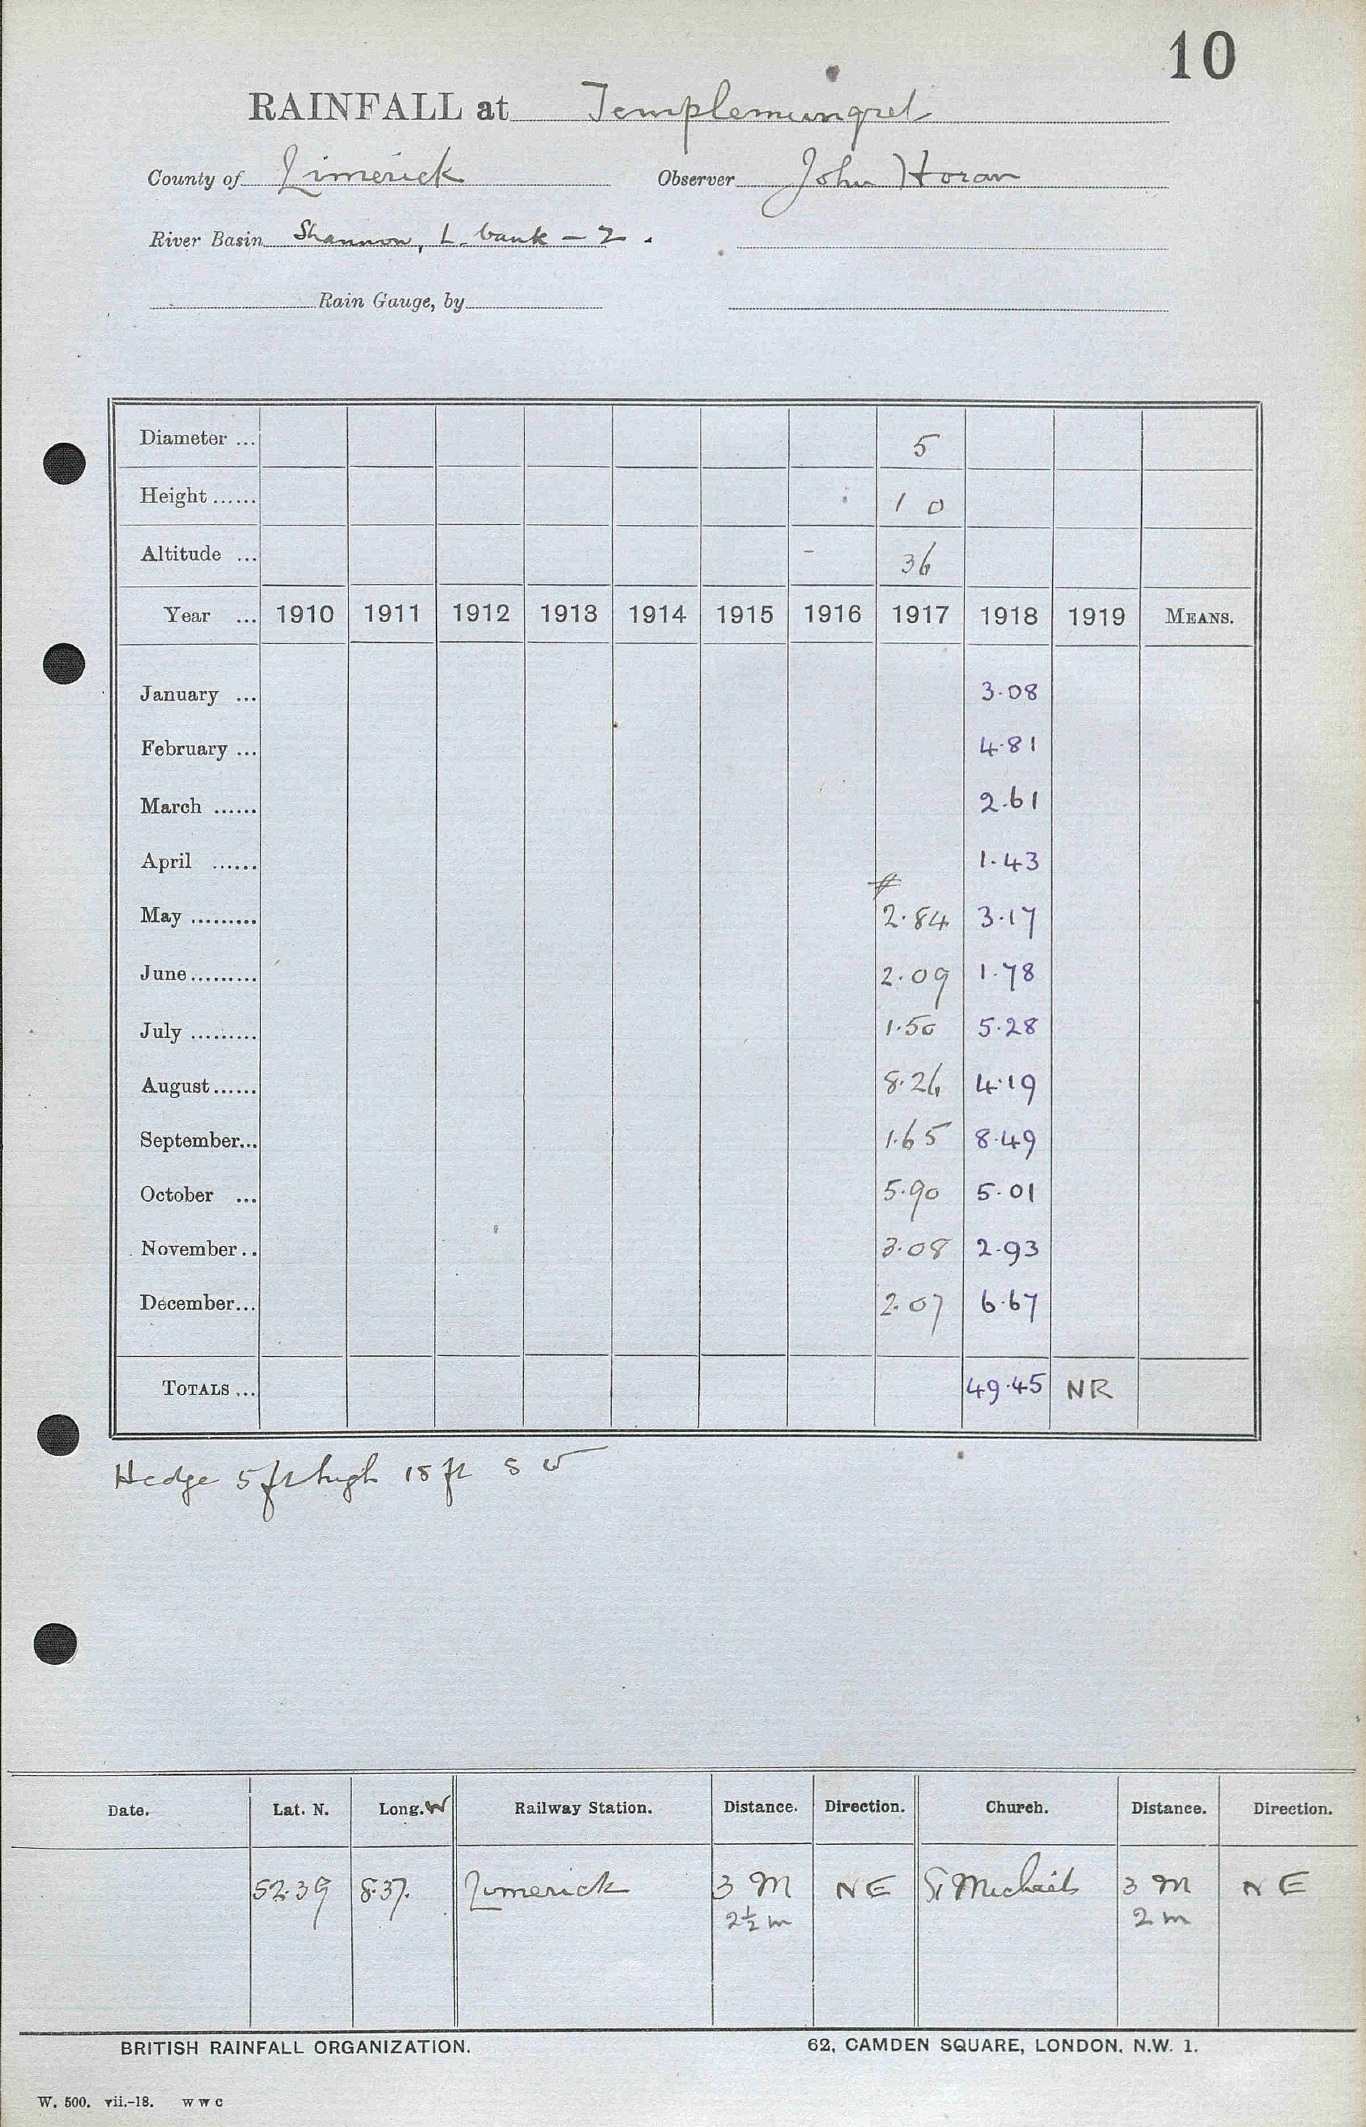 10
RAINFALL at Templemungret
County of Limerick Observer John Horan
River Basin Shannon, L. bank - 2.
Rain Gauge, by
Diameter ... 5
Height ...... 1 0
Altitude ... - 36
Year ... 1910 1911 1912 1913 1914 1915 1916 1917 1918 1919 MEANS.
January ... 3.08
February ... 4.81
March ...... 2.61
April ...... 1.43
#
May ......... 2.84 3.17
June ......... 2.09 1.78
July ......... 1.50 5.28
August ...... 8.26 4.19
September... 1.65 8.49
October ... 5.90 5.01
November.. 3.08 2.93
December... 2.07 6.67
TOTALS ... 49.45 NR
Hedge 5 ft high 15 ft S W
Date. Lat. N. Long. W Railway Station. Distance. Direction. Church. Distance. Direction.
52.39 8.37. Limerick 3 M NE St Michael's 3 M NE
2½ m 2 m
BRITISH RAINFALL ORGANIZATION. 62, CAMDEN SQUARE, LONDON, N.W. 1.
W. 500. vii.-18. w w c